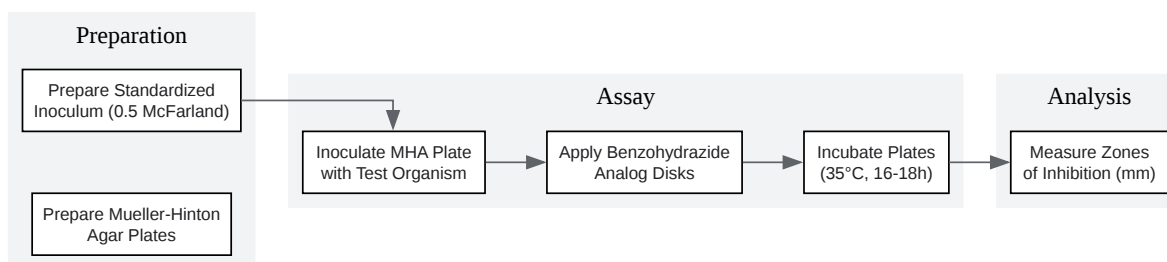 Preparation
Prepare Standardized
Inoculum (0.5 McFarland)
Prepare Mueller-Hinton
Agar Plates
Assay
Inoculate MHA Plate
with Test Organism
Apply Benzohydrazide
Analog Disks
Incubate Plates
(35°C, 16-18h)
Analysis
Measure Zones
of Inhibition (mm)